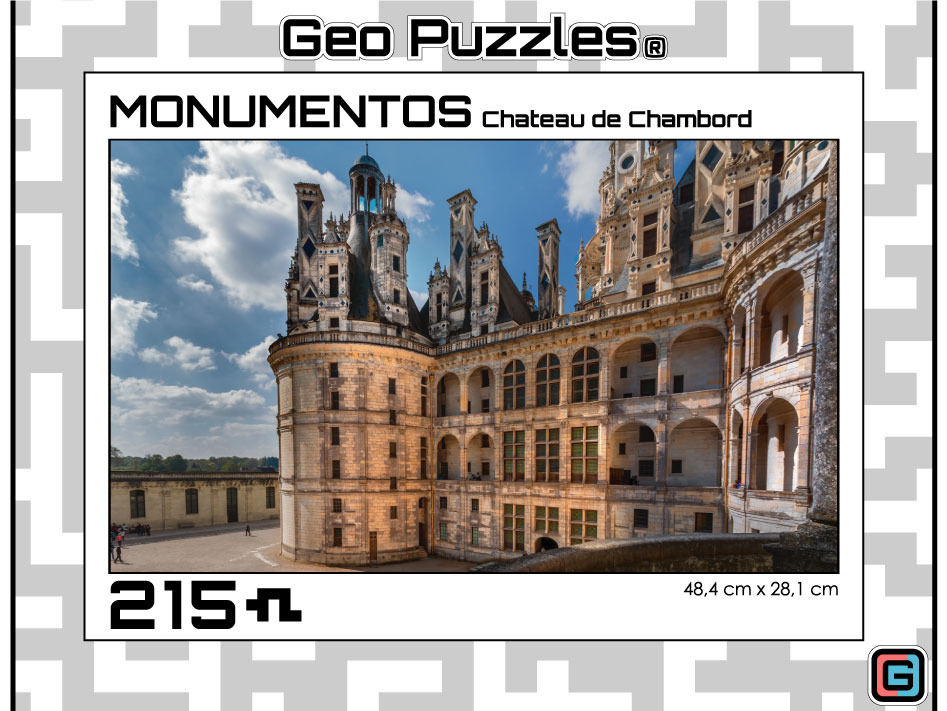 Geo Puzzles®
MONUMENTOS Chateau de Chambord
215
48,4 cm x 28,1 cm
G